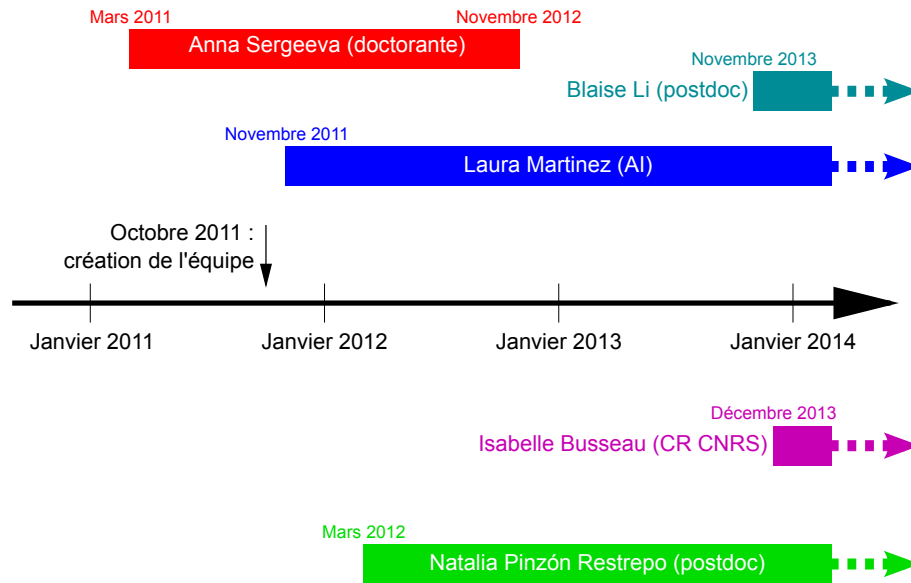 Mars 2011
Novembre 2012
Anna Sergeeva (doctorante)
Novembre 2013
Blaise Li (postdoc)
Novembre 2011
Laura Martinez (AI)
Octobre 2011 :
création de l'équipe
Janvier 2011
Janvier 2012
Janvier 2013
Janvier 2014
Décembre 2013
Isabelle Busseau (CR CNRS)
Mars 2012
Natalia Pinzón Restrepo (postdoc)